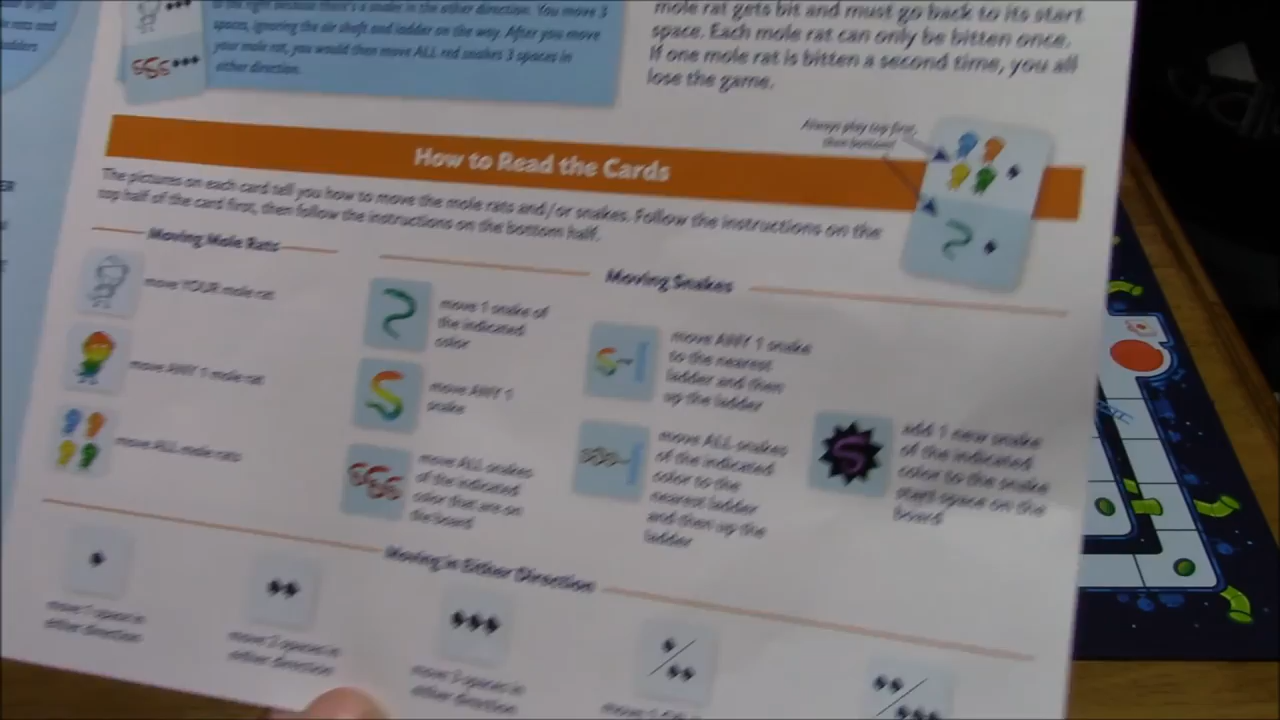 to the right because there's a snake in the other direction. You move 3
spaces, ignoring the air shaft and ladder on the way. After you move
your mole rat, you would then move ALL red snakes 3 spaces in
either direction.
mole rat gets bit and must go back to its start
space. Each mole rat can only be bitten once.
If one mole rat is bitten a second time, you all
lose the game.
Always play top first,
then bottom!
How to Read the Cards
The pictures on each card tell you how to move the mole rats and/or snakes. Follow the instructions on the
top half of the card first, then follow the instructions on the bottom half.
Moving Mole Rats
move YOUR mole rat
move ANY 1 mole rat
move ALL mole rats
Moving Snakes
move 1 snake of
the indicated
color
move ANY 1
snake
move ALL snakes
of the indicated
color that are on
the board
move ANY 1 snake
to the nearest
ladder and then
up the ladder
move ALL snakes
of the indicated
color to the
nearest ladder
and then up the
ladder
add 1 new snake
of the indicated
color to the snake
start space on the
board
Moving in Either Direction
move 1 space in
either direction
move 2 spaces in
either direction
move 3 spaces in
either direction